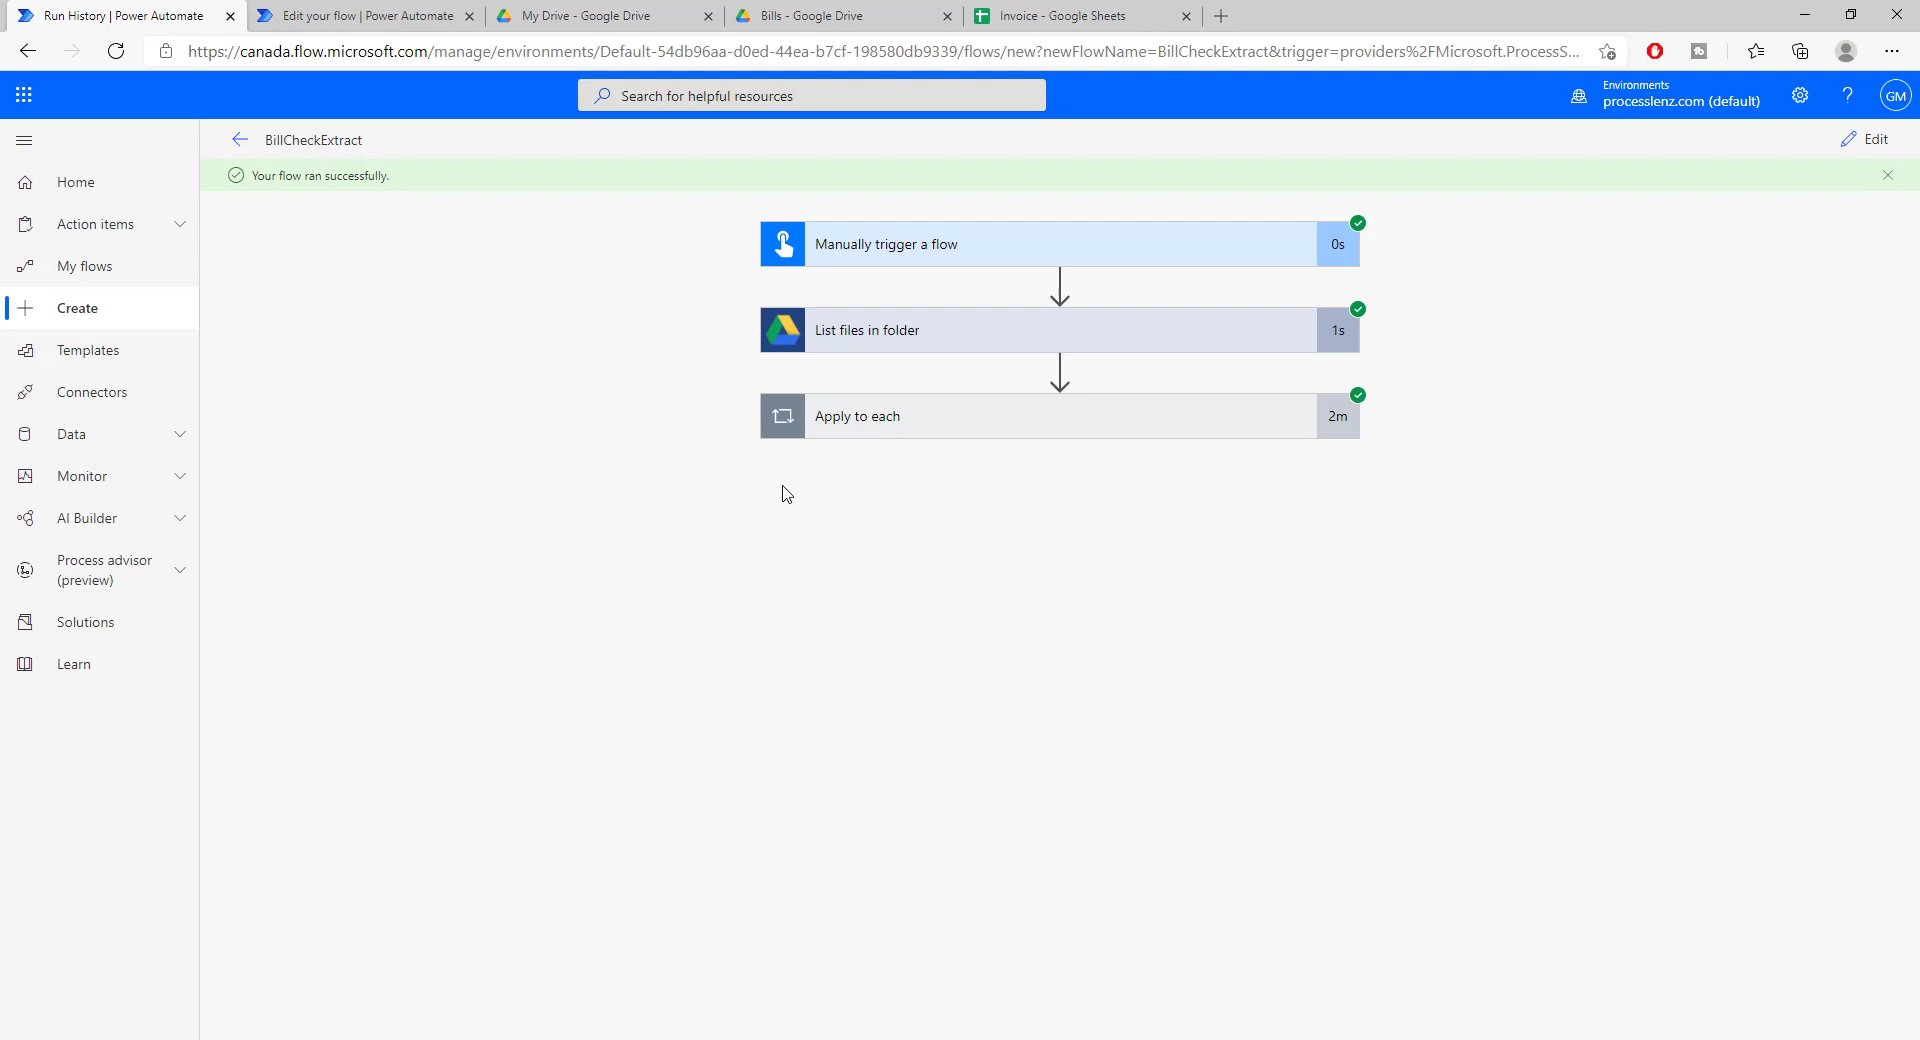 Run History | Power Automate
Edit your flow | Power Automate
My Drive - Google Drive
Bills - Google Drive
Invoice - Google Sheets
https://canada.flow.microsoft.com/manage/environments/Default-54db96aa-d0ed-44ea-b7cf-198580db9339/flows/new?newFlowName=BillCheckExtract&trigger=providers%2FMicrosoft.ProcessS...
Search for helpful resources
Environments
processlenz.com (default)
GM
BillCheckExtract
Edit
Your flow ran successfully.
Home
Action items
My flows
Create
Templates
Connectors
Data
Monitor
AI Builder
Process advisor
(preview)
Solutions
Learn
Manually trigger a flow
0s
List files in folder
1s
Apply to each
2m